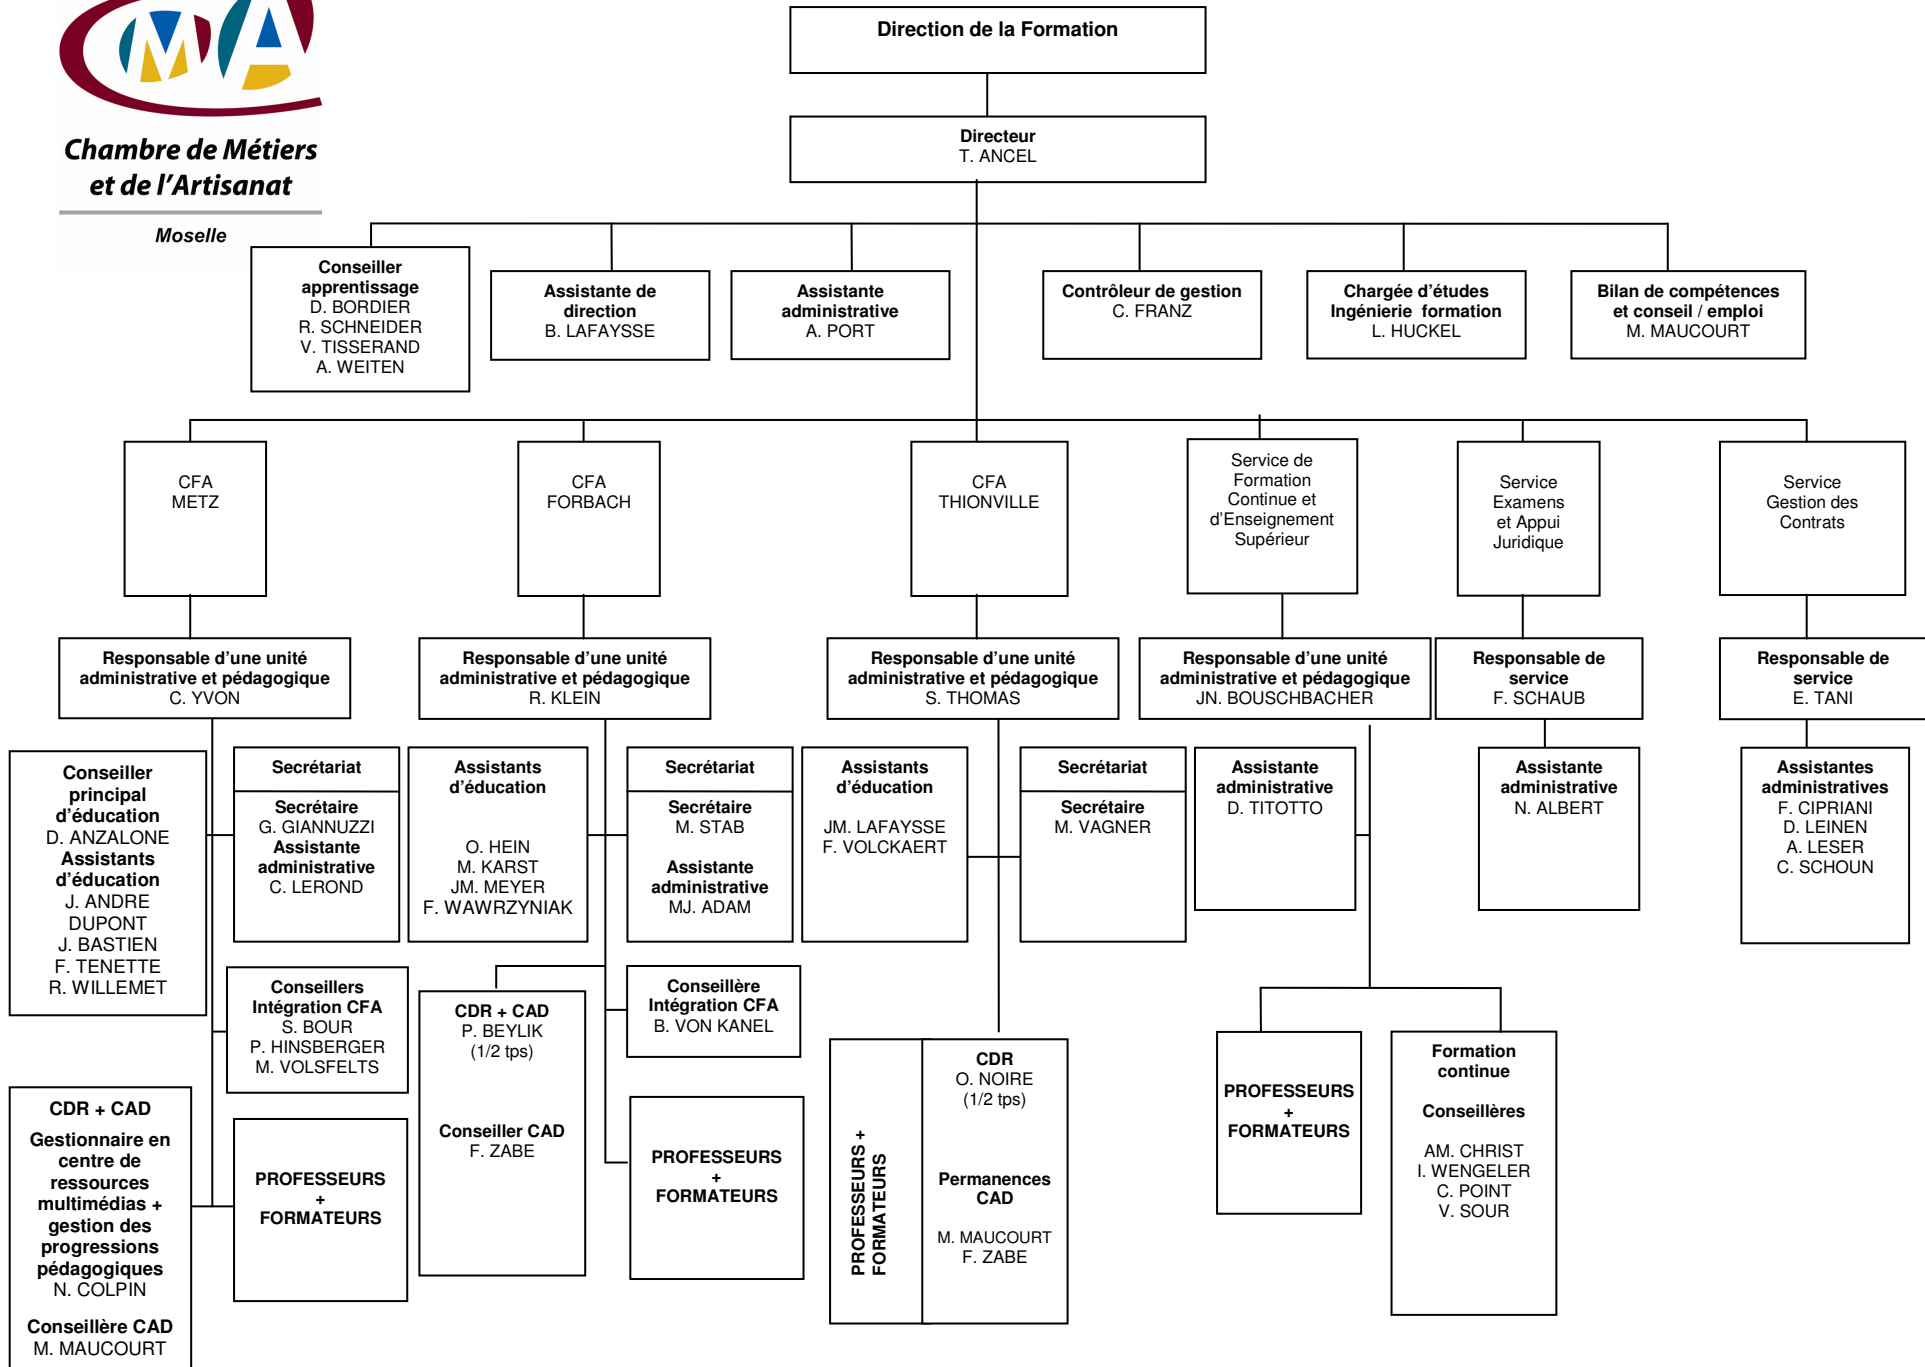 CMA
Chambre de Métiers
et de l'Artisanat
Moselle
Direction de la Formation
Directeur
T. ANCEL
Conseiller
apprentissage
D. BORDIER
R. SCHNEIDER
V. TISSERAND
A. WEITEN
Assistante de
direction
B. LAFAYSSE
Assistante
administrative
A. PORT
Contrôleur de gestion
C. FRANZ
Chargée d'études
Ingénierie formation
L. HUCKEL
Bilan de compétences
et conseil / emploi
M. MAUCOURT
CFA
METZ
CFA
FORBACH
CFA
THIONVILLE
Service de
Formation
Continue et
d'Enseignement
Supérieur
Service
Examens
et Appui
Juridique
Service
Gestion des
Contrats
Responsable d'une unité
administrative et pédagogique
C. YVON
Responsable d'une unité
administrative et pédagogique
R. KLEIN
Responsable d'une unité
administrative et pédagogique
S. THOMAS
Responsable d'une unité
administrative et pédagogique
JN. BOUSCHBACHER
Responsable de
service
F. SCHAUB
Responsable de
service
E. TANI
Conseiller
principal
d'éducation
D. ANZALONE
Assistants
d'éducation
J. ANDRE
DUPONT
J. BASTIEN
F. TENETTE
R. WILLEMET
Secrétariat
Secrétaire
G. GIANNUZZI
Assistante
administrative
C. LEROND
Assistants
d'éducation
O. HEIN
M. KARST
JM. MEYER
F. WAWRZYNIAK
Secrétariat
Secrétaire
M. STAB
Assistante
administrative
MJ. ADAM
Assistants
d'éducation
JM. LAFAYSSE
F. VOLCKAERT
Secrétariat
Secrétaire
M. VAGNER
Assistante
administrative
D. TITOTTO
Assistante
administrative
N. ALBERT
Assistantes
administratives
F. CIPRIANI
D. LEINEN
A. LESER
C. SCHOUN
Conseillers
Intégration CFA
S. BOUR
P. HINSBERGER
M. VOLSFELTS
CDR + CAD
P. BEYLIK
(1/2 tps)
Conseiller CAD
F. ZABE
Conseillère
Intégration CFA
B. VON KANEL
CDR + CAD
Gestionnaire en
centre de
ressources
multimédias +
gestion des
progressions
pédagogiques
N. COLPIN
Conseillère CAD
M. MAUCOURT
PROFESSEURS
+
FORMATEURS
PROFESSEURS
+
FORMATEURS
PROFESSEURS +
FORMATEURS
CDR
O. NOIRE
(1/2 tps)
Permanences
CAD
M. MAUCOURT
F. ZABE
PROFESSEURS
+
FORMATEURS
Formation
continue
Conseillères
AM. CHRIST
I. WENGELER
C. POINT
V. SOUR